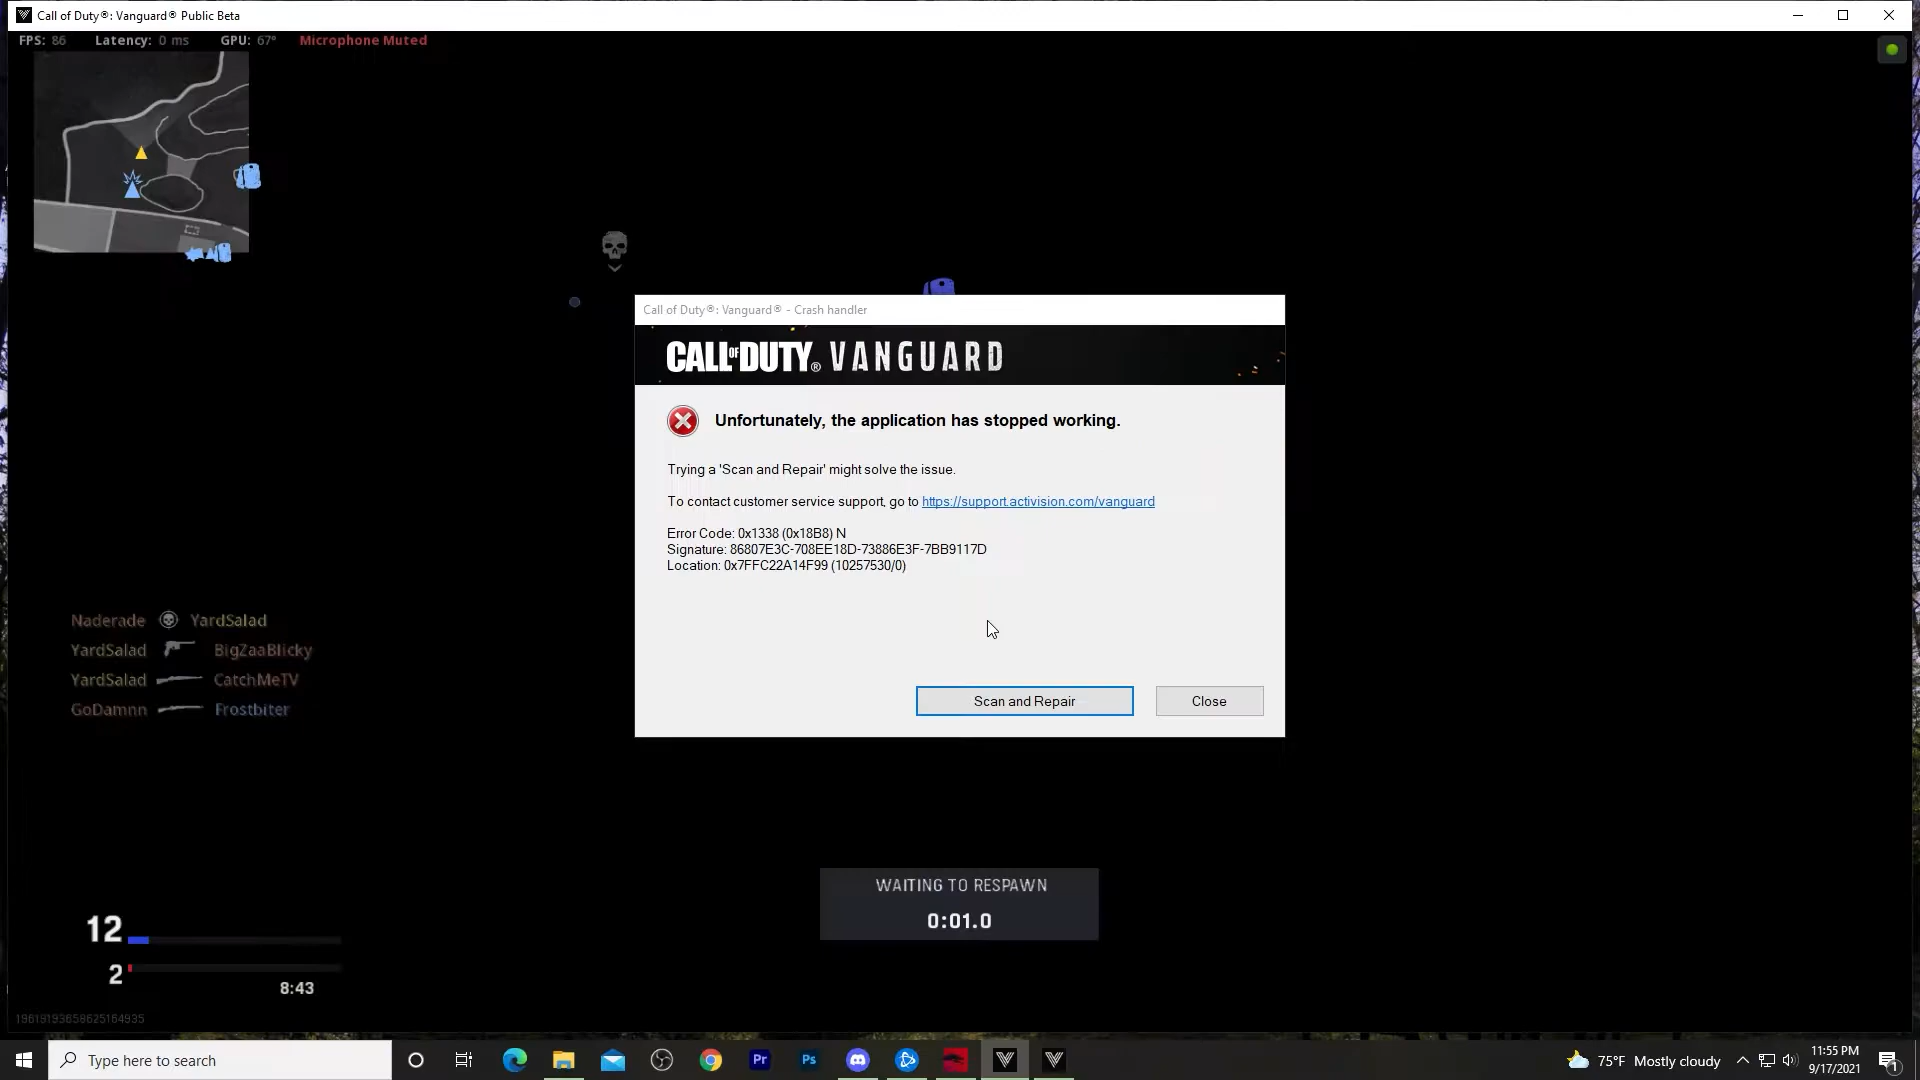 Call of Duty®: Vanguard® Public Beta
FPS: 86 Latency: 0 ms GPU: 67° Microphone Muted
Call of Duty®: Vanguard® - Crash handler
CALL OF DUTY® VANGUARD
Unfortunately, the application has stopped working.
Trying a 'Scan and Repair' might solve the issue.
To contact customer service support, go to https://support.activision.com/vanguard
Error Code: 0x1338 (0x18B8) N
Signature: 86807E3C-708EE18D-73886E3F-7BB9117D
Location: 0x7FFC22A14F99 (10257530/0)
Scan and Repair
Close
Naderade YardSalad
YardSalad BigZaaBlicky
YardSalad CatchMeTV
GoDamnn Frostbiter
WAITING TO RESPAWN
0:01.0
12
2
8:43
Type here to search
Pr
Ps
75°F Mostly cloudy
11:55 PM
9/17/2021
1